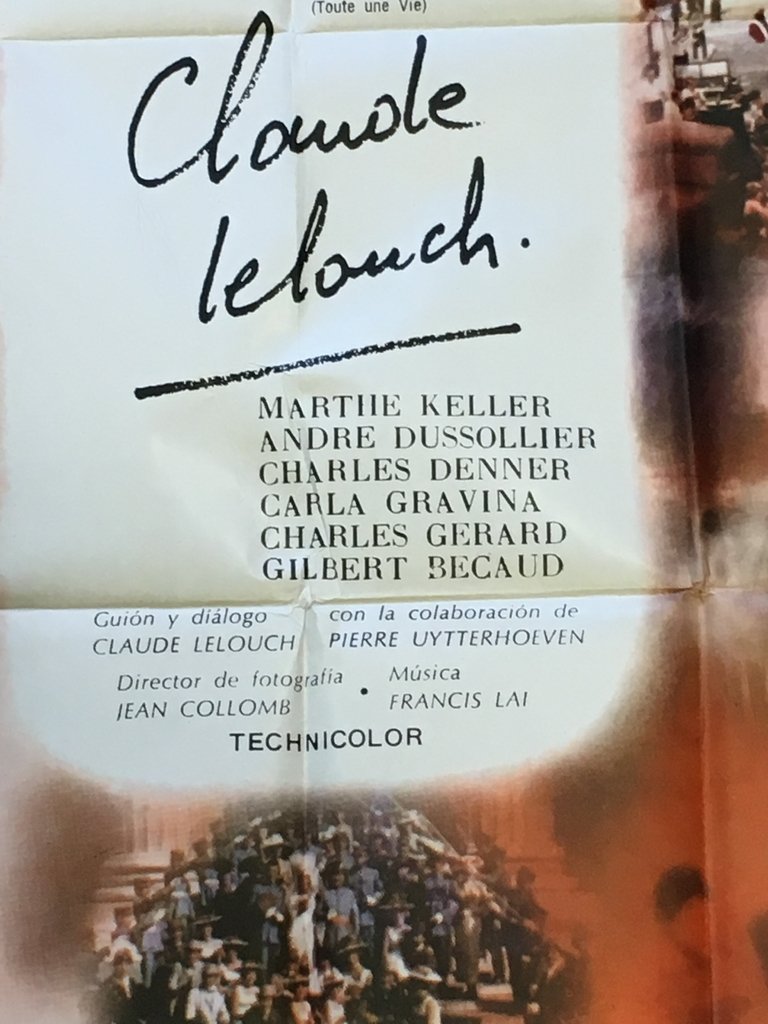 (Toute une Vie)
Claude
lelouch.
MARTHE KELLER
ANDRE DUSSOLLIER
CHARLES DENNER
CARLA GRAVINA
CHARLES GERARD
GILBERT BECAUD
Guión y diálogo con la colaboración de
CLAUDE LELOUCH PIERRE UYTTERHOEVEN
Director de fotografía • Música
JEAN COLLOMB FRANCIS LAI
TECHNICOLOR